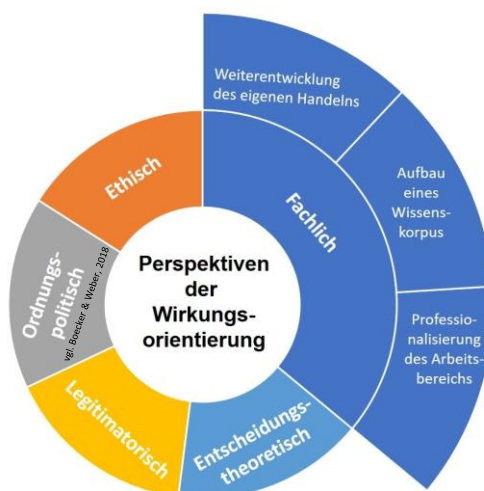 Weiterentwicklung
des eigenen Handelns
Aufbau
eines
Wissens-
korpus
Professio-
nalisierung
des Arbeits-
bereichs
Fachlich
Entscheidungs-
theoretisch
Legitimatorisch
Ordnungs-
politisch
vgl. Boecker & Weber, 2018
Ethisch
Perspektiven
der
Wirkungs-
orientierung